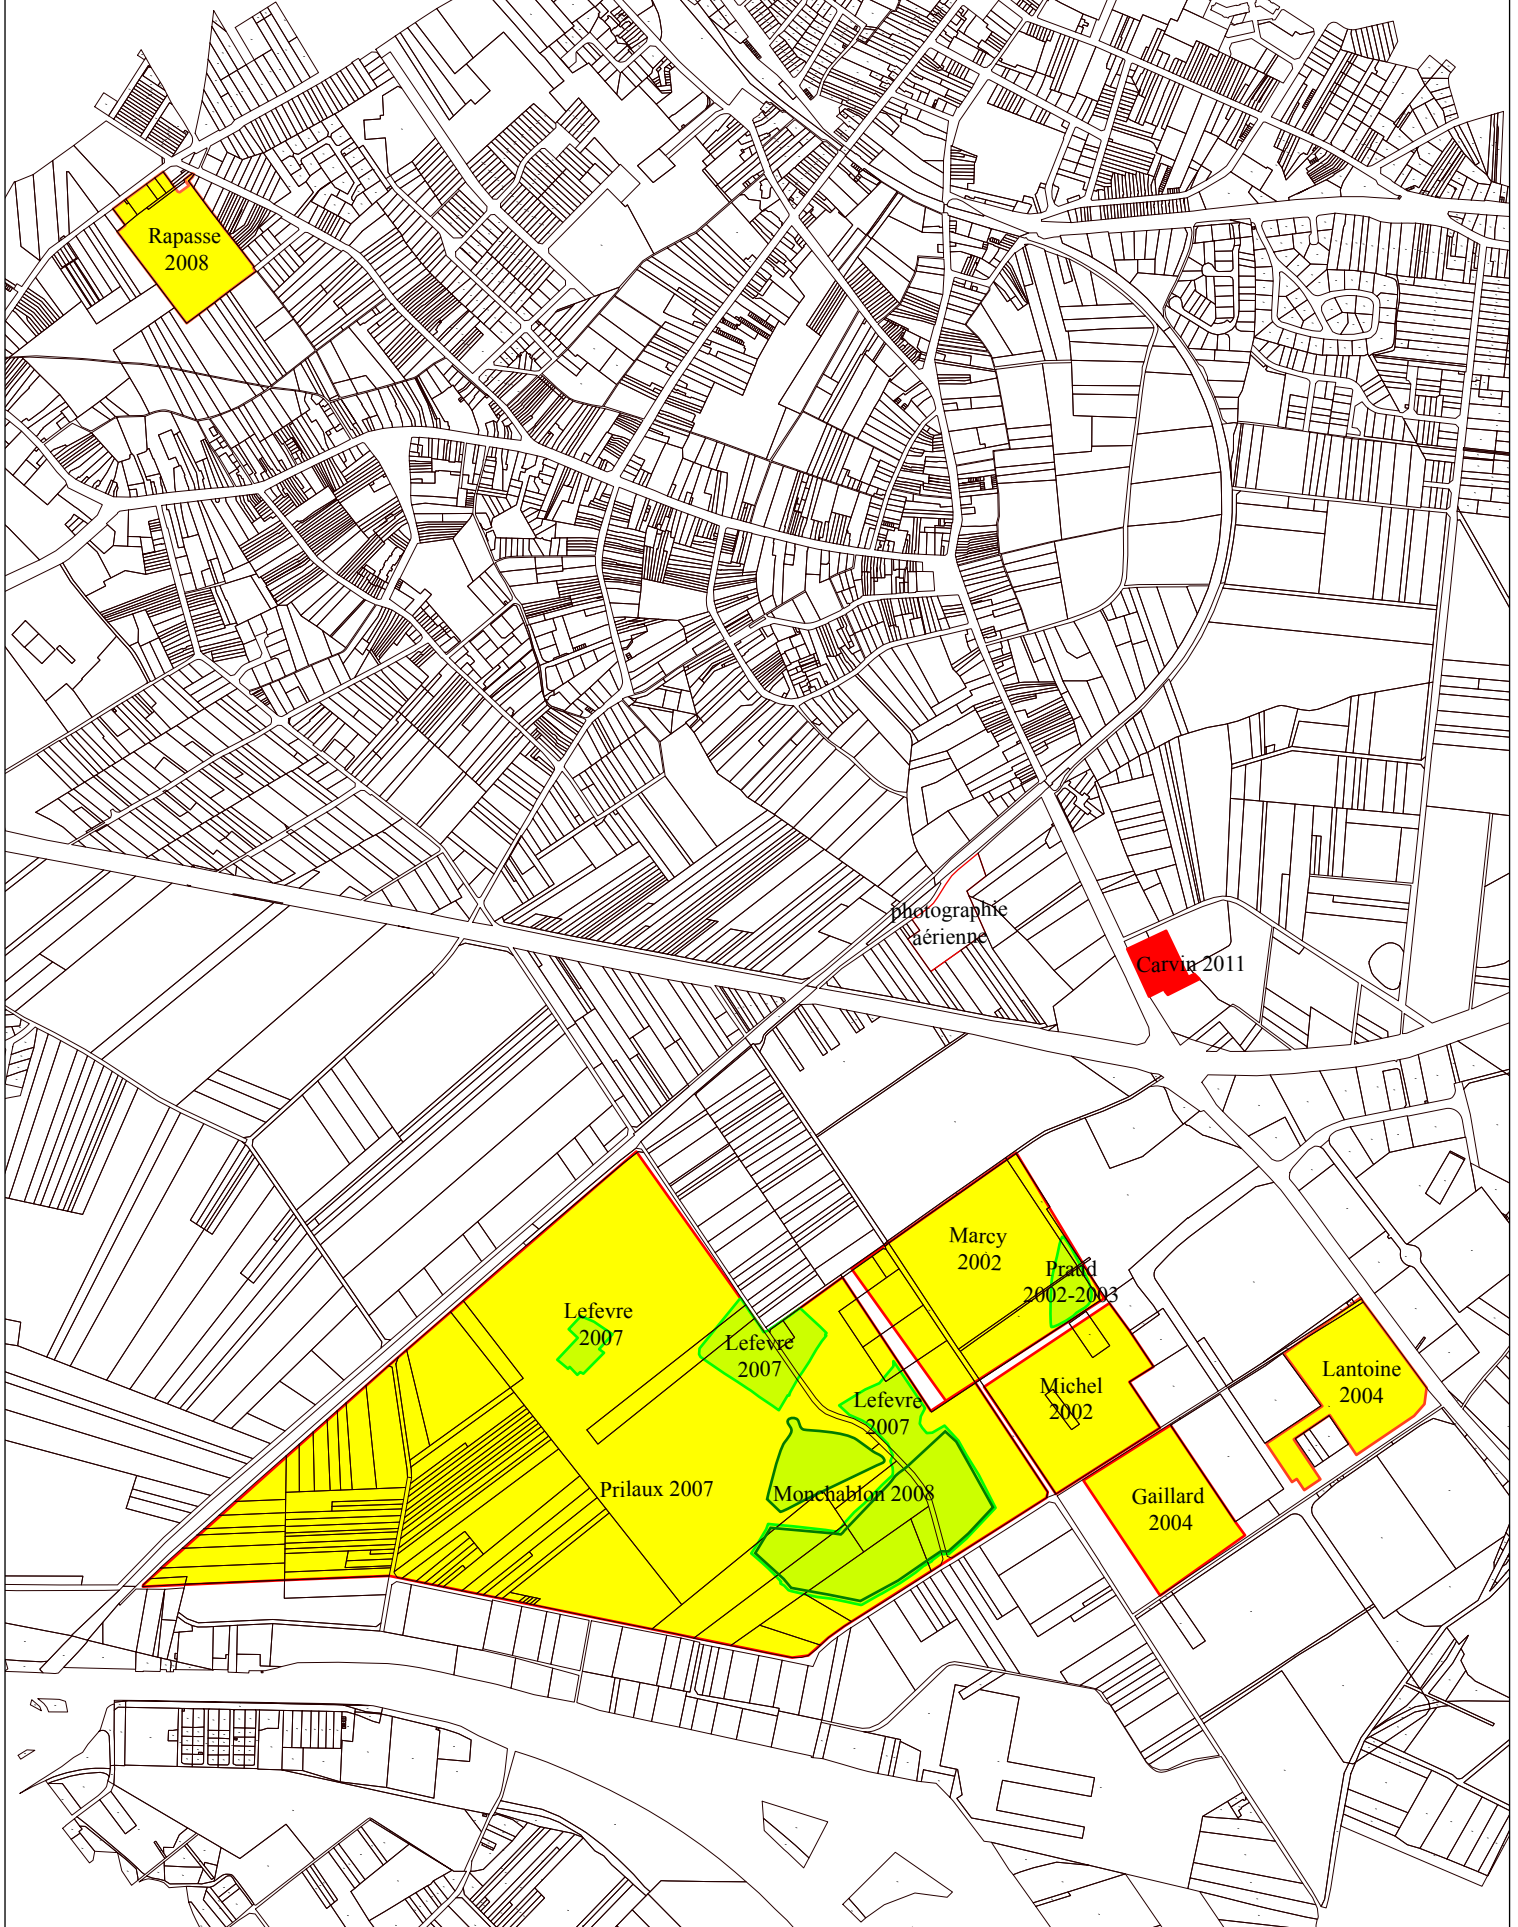 Rapasse
2008
photographie
aérienne
Carvin 2011
Marcy
2002
Praud
2002-2003
Lefevre
2007
Lefevre
2007
Lantoine
2004
Michel
2002
Lefevre
2007
Prilaux 2007
Monchablon 2008
Gaillard
2004